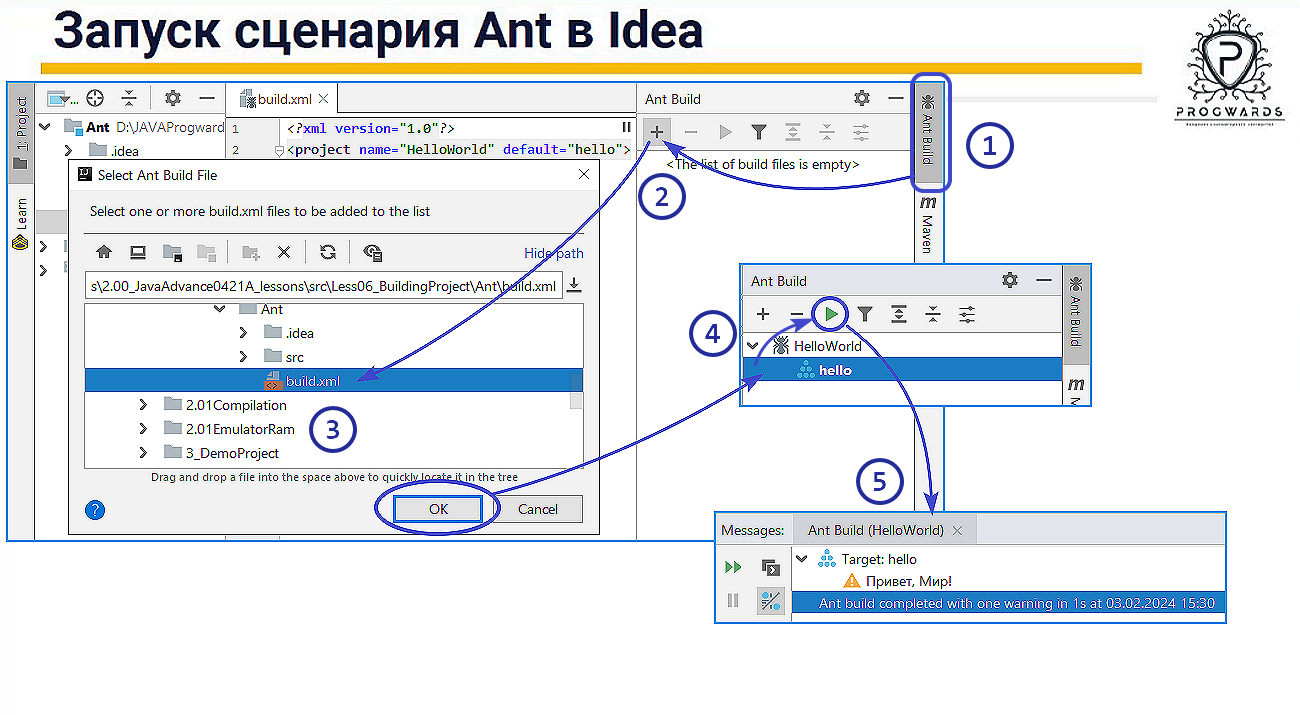 Запуск сценария Ant в Idea
PROGWARDS
1: Project
Learn
Ant D:\JAVAProgward
.idea
build.xml
1 <?xml version="1.0"?>
2 <project name="HelloWorld" default="hello">
Ant Build
<The list of build files is empty>
Ant Build
Maven
1
2
Select Ant Build File
Select one or more build.xml files to be added to the list
Hide path
s\2.00_JavaAdvance0421A_lessons\src\Less06_BuildingProject\Ant\build.xml
Ant
.idea
src
build.xml
2.01Compilation
2.01EmulatorRam
3_DemoProject
3
Drag and drop a file into the space above to quickly locate it in the tree
?
OK
Cancel
4
Ant Build
HelloWorld
hello
Ant Build
m
5
Messages:
Ant Build (HelloWorld)
Target: hello
Привет, Мир!
Ant build completed with one warning in 1s at 03.02.2024 15:30